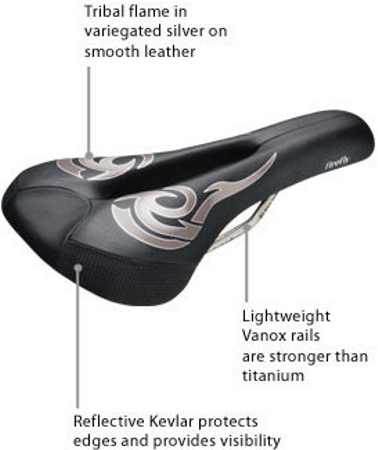 Tribal flame in
variegated silver on
smooth leather
firefly
Lightweight
Vanox rails
are stronger than
titanium
Reflective Kevlar protects
edges and provides visibility